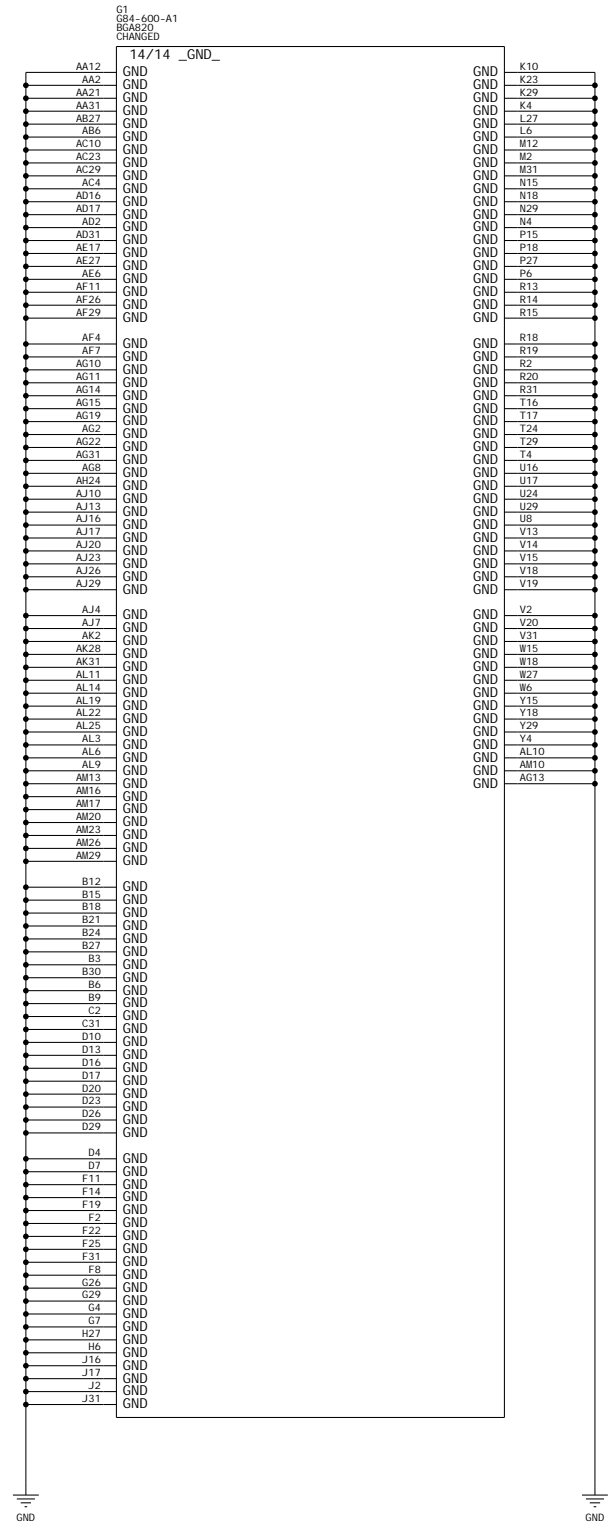 G1
G84-600-A1
BGA820
CHANGED
14/14 _GND_
AA12 GND GND K10
AA2 GND GND K23
AA21 GND GND K29
AA31 GND GND K4
AB27 GND GND L27
AB6 GND GND L6
AC10 GND GND M12
AC23 GND GND M2
AC29 GND GND M31
AC4 GND GND N15
AD16 GND GND N18
AD17 GND GND N29
AD2 GND GND N4
AD31 GND GND P15
AE17 GND GND P18
AE27 GND GND P27
AE6 GND GND P6
AF11 GND GND R13
AF26 GND GND R14
AF29 GND GND R15
AF4 GND GND R18
AF7 GND GND R19
AG10 GND GND R2
AG11 GND GND R20
AG14 GND GND R31
AG15 GND GND T16
AG19 GND GND T17
AG2 GND GND T24
AG22 GND GND T29
AG31 GND GND T4
AG8 GND GND U16
AH24 GND GND U17
AJ10 GND GND U24
AJ13 GND GND U29
AJ16 GND GND U8
AJ17 GND GND V13
AJ20 GND GND V14
AJ23 GND GND V15
AJ26 GND GND V18
AJ29 GND GND V19
AJ4 GND GND V2
AJ7 GND GND V20
AK2 GND GND V31
AK28 GND GND W15
AK31 GND GND W18
AL11 GND GND W27
AL14 GND GND W6
AL19 GND GND Y15
AL22 GND GND Y18
AL25 GND GND Y29
AL3 GND GND Y4
AL6 GND GND AL10
AL9 GND GND AM10
AM13 GND GND AG13
AM16 GND
AM17 GND
AM20 GND
AM23 GND
AM26 GND
AM29 GND
B12 GND
B15 GND
B18 GND
B21 GND
B24 GND
B27 GND
B3 GND
B30 GND
B6 GND
B9 GND
C2 GND
C31 GND
D10 GND
D13 GND
D16 GND
D17 GND
D20 GND
D23 GND
D26 GND
D29 GND
D4 GND
D7 GND
F11 GND
F14 GND
F19 GND
F2 GND
F22 GND
F25 GND
F31 GND
F8 GND
G26 GND
G29 GND
G4 GND
G7 GND
H27 GND
H6 GND
J16 GND
J17 GND
J2 GND
J31 GND
GND GND